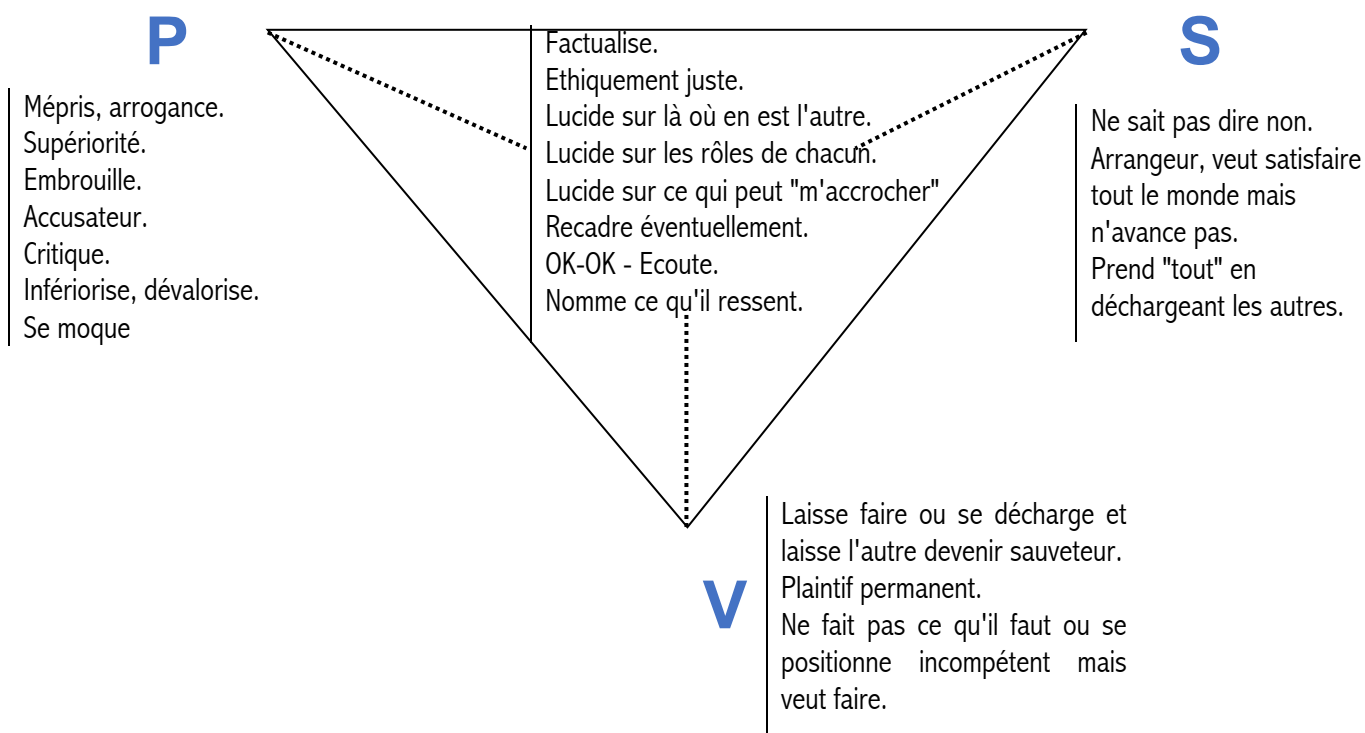 P
Mépris, arrogance.
Supériorité.
Embrouille.
Accusateur.
Critique.
Infériorise, dévalorise.
Se moque
Factualise.
Ethiquement juste.
Lucide sur là où en est l'autre.
Lucide sur les rôles de chacun.
Lucide sur ce qui peut "m'accrocher"
Recadre éventuellement.
OK-OK - Ecoute.
Nomme ce qu'il ressent.
S
Ne sait pas dire non.
Arrangeur, veut satisfaire
tout le monde mais
n'avance pas.
Prend "tout" en
déchargeant les autres.
V
Laisse faire ou se décharge et
laisse l'autre devenir sauveteur.
Plaintif permanent.
Ne fait pas ce qu'il faut ou se
positionne incompétent mais
veut faire.